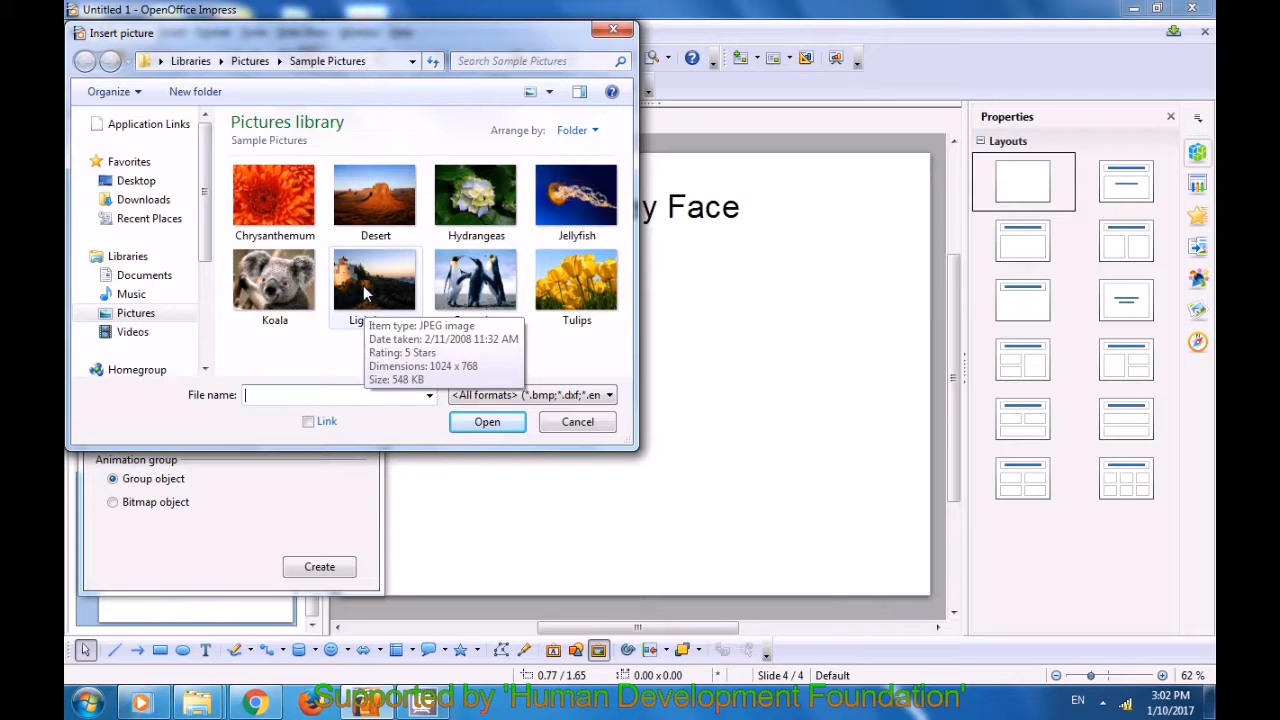 Untitled 1 - OpenOffice Impress
Insert picture
Libraries
Pictures
Sample Pictures
Search Sample Pictures
Organize
New folder
Application Links
Favorites
Desktop
Downloads
Recent Places
Libraries
Documents
Music
Pictures
Videos
Homegroup
Pictures library
Sample Pictures
Arrange by:
Folder
Chrysanthemum
Desert
Hydrangeas
Jellyfish
Koala
Tulips
Item type: JPEG image
Date taken: 2/11/2008 11:32 AM
Rating: 5 Stars
Dimensions: 1024 x 768
Size: 548 KB
File name:
<All formats> (*.bmp;*.dxf;*.en
Link
Open
Cancel
Animation group
Group object
Bitmap object
Create
y Face
Properties
Layouts
0.77 / 1.65
0.00 x 0.00
*
Slide 4 / 4
Default
62 %
Supported by 'Human Development Foundation'
EN
3:02 PM
1/10/2017